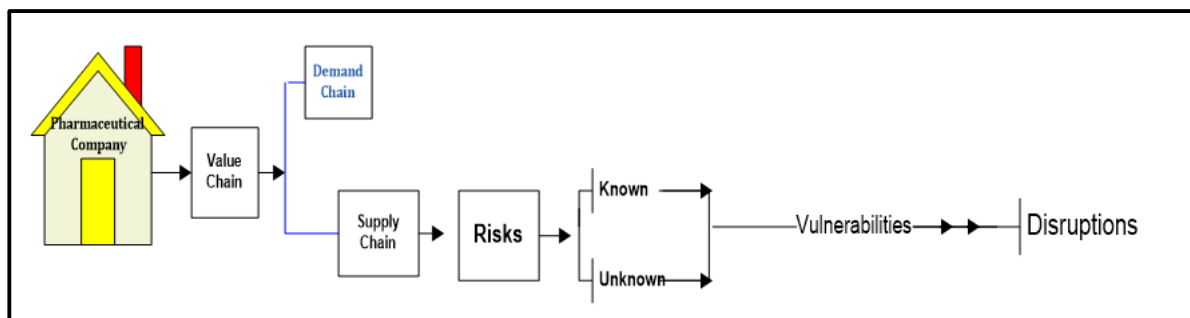 Pharmaceutical
Company
Value
Chain
Demand
Chain
Supply
Chain
Risks
Known
Unknown
Vulnerabilities
Disruptions